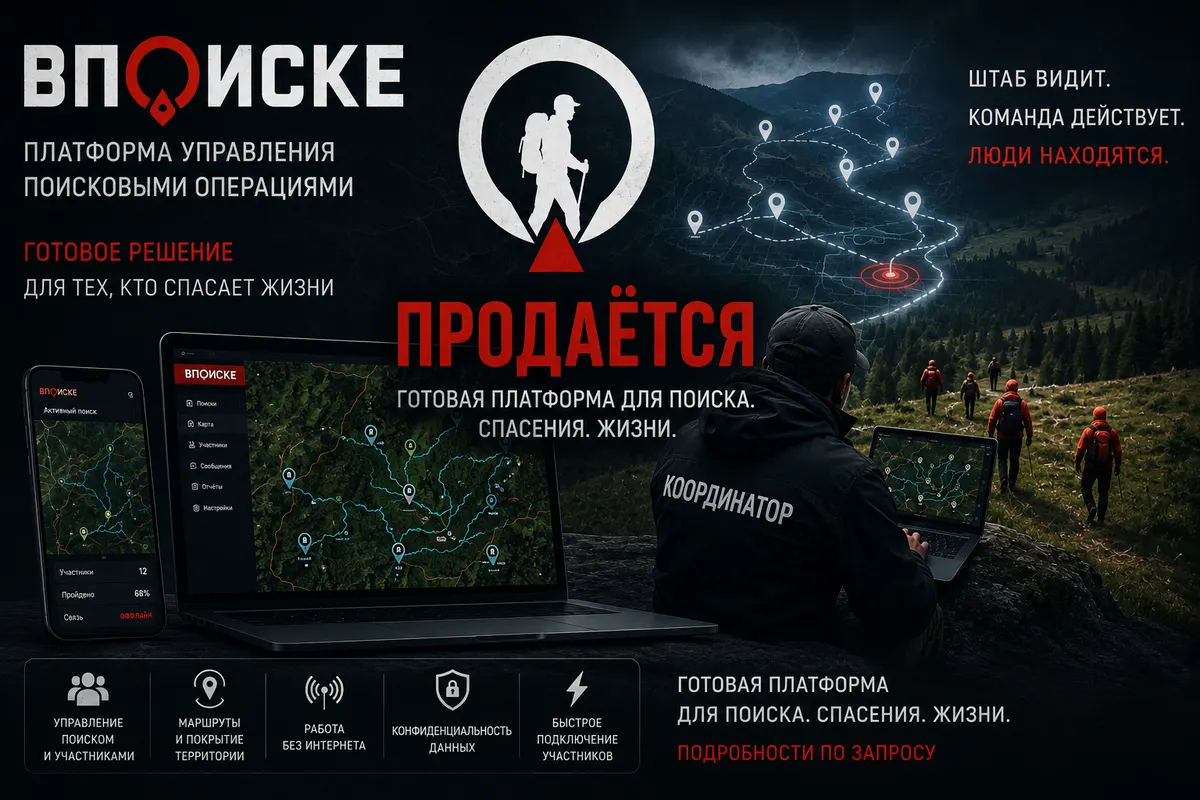 ВПОИСКЕ
ПЛАТФОРМА УПРАВЛЕНИЯ
ПОИСКОВЫМИ ОПЕРАЦИЯМИ
ГОТОВОЕ РЕШЕНИЕ
ДЛЯ ТЕХ, КТО СПАСАЕТ ЖИЗНИ
ШТАБ ВИДИТ.
КОМАНДА ДЕЙСТВУЕТ.
ЛЮДИ НАХОДЯТСЯ.
ПРОДАЁТСЯ
ГОТОВАЯ ПЛАТФОРМА ДЛЯ ПОИСКА.
СПАСЕНИЯ. ЖИЗНИ.
ВПОИСКЕ
Активный поиск
Участники 12
Пройдено 68%
Связь ОФФЛАЙН
ВПОИСКЕ
Поиски
Карта
Участники
Сообщения
Отчёты
Настройки
КООРДИНАТОР
УПРАВЛЕНИЕ
ПОИСКОМ
И УЧАСТНИКАМИ
МАРШРУТЫ
И ПОКРЫТИЕ
ТЕРРИТОРИИ
РАБОТА
БЕЗ ИНТЕРНЕТА
КОНФИДЕНЦИАЛЬНОСТЬ
ДАННЫХ
БЫСТРОЕ
ПОДКЛЮЧЕНИЕ
УЧАСТНИКОВ
ГОТОВАЯ ПЛАТФОРМА
ДЛЯ ПОИСКА. СПАСЕНИЯ. ЖИЗНИ.
ПОДРОБНОСТИ ПО ЗАПРОСУ